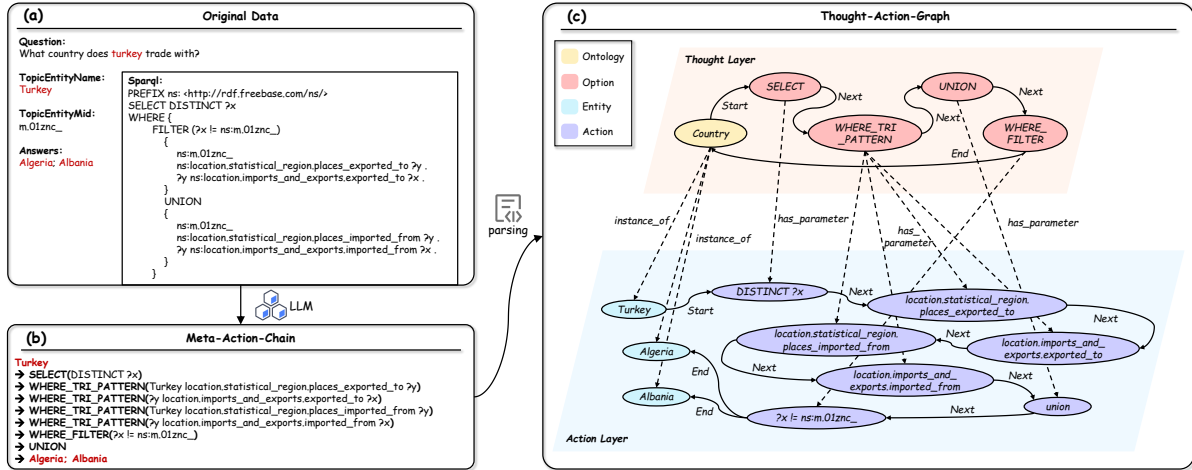 (a) Original Data
Question:
What country does turkey trade with?
TopicEntityName:
Turkey
TopicEntityMid:
m.01znc_
Answers:
Algeria; Albania
Sparql:
PREFIX ns: <http://rdf.freebase.com/ns/>
SELECT DISTINCT ?x
WHERE {
FILTER (?x != ns:m.01znc_)
{
ns:m.01znc_
ns:location.statistical_region.places_exported_to ?y .
?y ns:location.imports_and_exports.exported_to ?x .
}
UNION
{
ns:m.01znc_
ns:location.statistical_region.places_imported_from ?y .
?y ns:location.imports_and_exports.imported_from ?x .
}
}
LLM
(b) Meta-Action-Chain
Turkey
→ SELECT(DISTINCT ?x)
→ WHERE_TRI_PATTERN(Turkey location.statistical_region.places_exported_to ?y)
→ WHERE_TRI_PATTERN(?y location.imports_and_exports.exported_to ?x)
→ WHERE_TRI_PATTERN(Turkey location.statistical_region.places_imported_from ?y)
→ WHERE_TRI_PATTERN(?y location.imports_and_exports.imported_from ?x)
→ WHERE_FILTER(?x != ns:m.01znc_)
→ UNION
→ Algeria; Albania
parsing
(c) Thought-Action-Graph
Ontology
Option
Entity
Action
Thought Layer
SELECT
UNION
Start
Next
Next
Next
Country
WHERE_TRI
_PATTERN
WHERE_
FILTER
End
instance_of
instance_of
has_parameter
has_
parameter
has_parameter
DISTINCT ?x
Next
location.statistical_region.
places_exported_to
Turkey
Start
Next
location.statistical_region.
places_imported_from
Next
location.imports_and_
exports.exported_to
Algeria
Next
End
location.imports_and_
exports.imported_from
Next
Albania
End
?x != ns:m.01znc_
Next
union
Action Layer